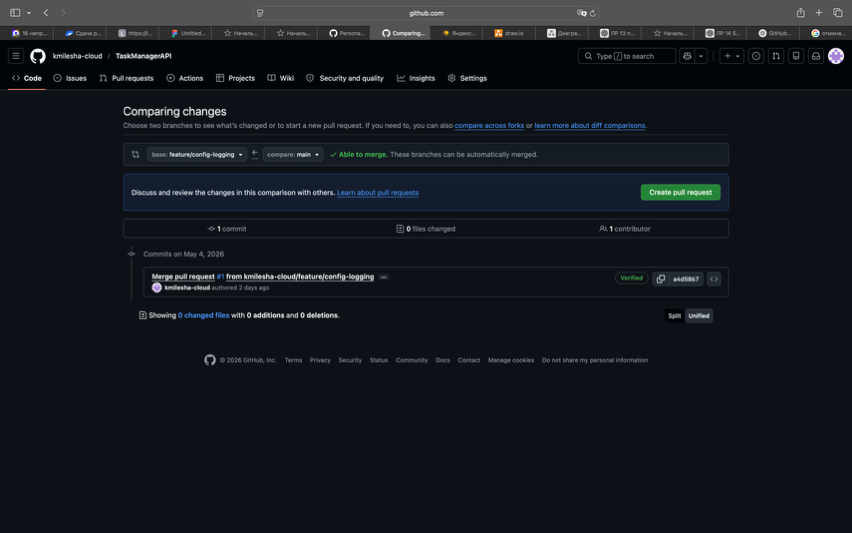 github.com
16 непр...
Сдача р...
https://...
Untitled...
Началь...
Началь...
Persona...
Comparing...
Яндекс...
draw.io
Диагра...
ЛР 13 п...
Началь...
ЛР 14 S...
GitHub...
отмена...
kmilesha-cloud / TaskManagerAPI
Type / to search
Code
Issues
Pull requests
Actions
Projects
Wiki
Security and quality
Insights
Settings
Comparing changes
Choose two branches to see what's changed or to start a new pull request. If you need to, you can also compare across forks or learn more about diff comparisons.
base: feature/config-logging
compare: main
Able to merge. These branches can be automatically merged.
Discuss and review the changes in this comparison with others. Learn about pull requests
Create pull request
1 commit
0 files changed
1 contributor
Commits on May 4, 2026
Merge pull request #1 from kmilesha-cloud/feature/config-logging
Verified
a4d5867
kmilesha-cloud authored 2 days ago
Showing 0 changed files with 0 additions and 0 deletions.
Split
Unified
© 2026 GitHub, Inc.
Terms
Privacy
Security
Status
Community
Docs
Contact
Manage cookies
Do not share my personal information